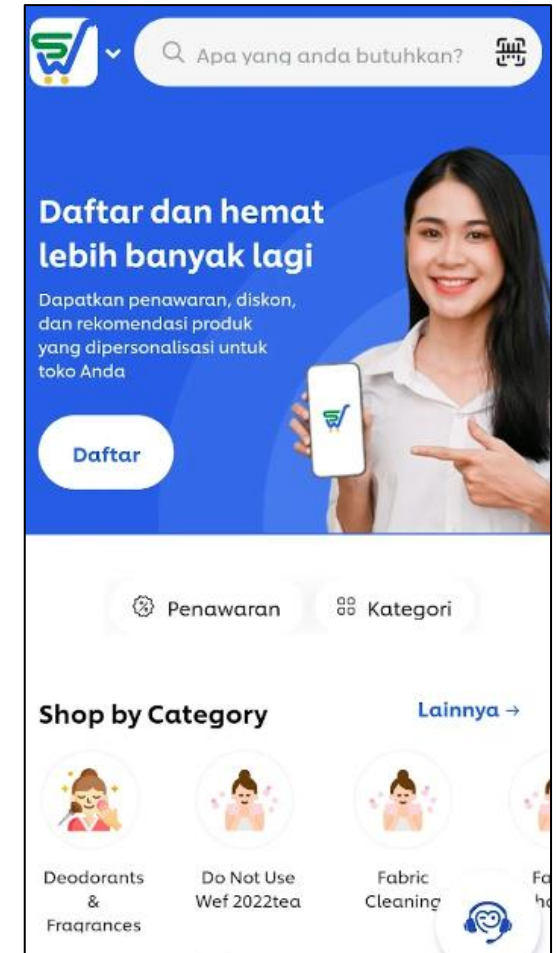 Apa yang anda butuhkan?
Daftar dan hemat
lebih banyak lagi
Dapatkan penawaran, diskon,
dan rekomendasi produk
yang dipersonalisasi untuk
toko Anda
Daftar
Penawaran
Kategori
Shop by Category
Lainnya →
Deodorants
&
Fragrances
Do Not Use
Wef 2022tea
Fabric
Cleaning